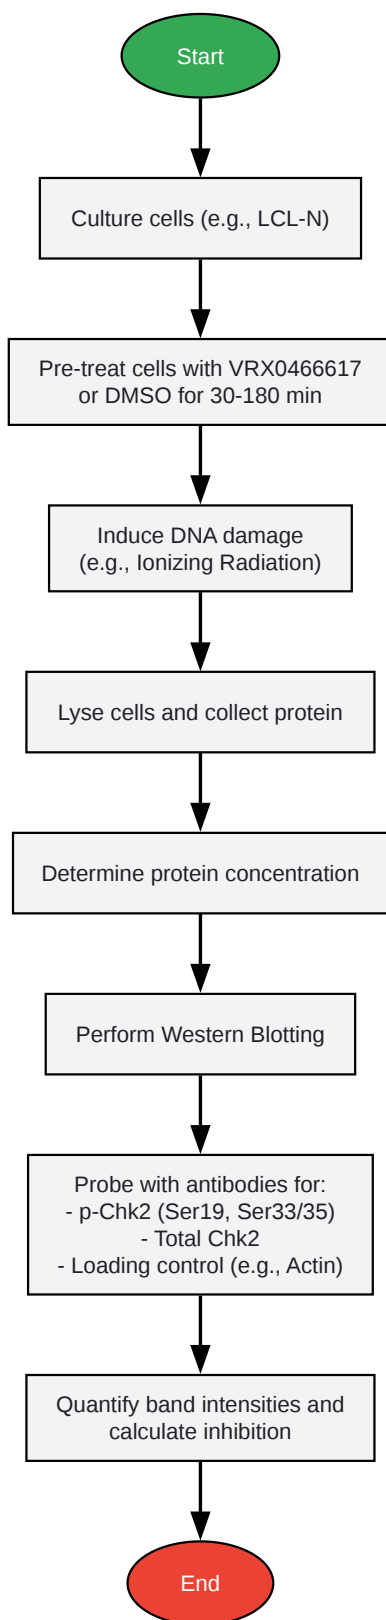 Start
Culture cells (e.g., LCL-N)
Pre-treat cells with VRX0466617
or DMSO for 30-180 min
Induce DNA damage
(e.g., Ionizing Radiation)
Lyse cells and collect protein
Determine protein concentration
Perform Western Blotting
Probe with antibodies for:
- p-Chk2 (Ser19, Ser33/35)
- Total Chk2
- Loading control (e.g., Actin)
Quantify band intensities and
calculate inhibition
End